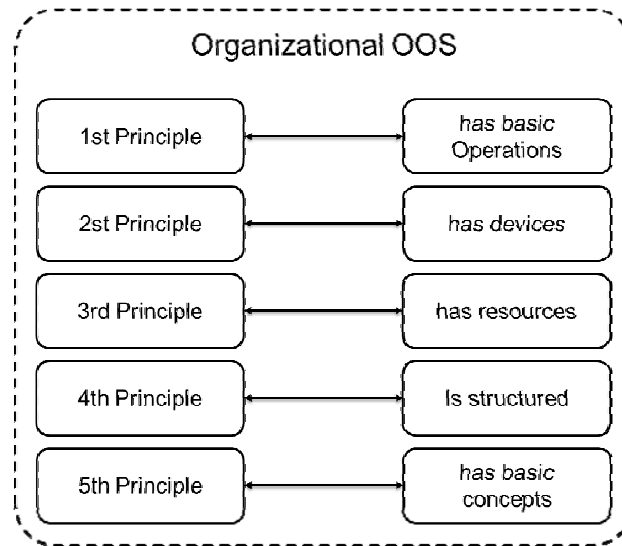 Organizational OOS
1st Principle
has basic
Operations
2st Principle
has devices
3rd Principle
has resources
4th Principle
Is structured
5th Principle
has basic
concepts